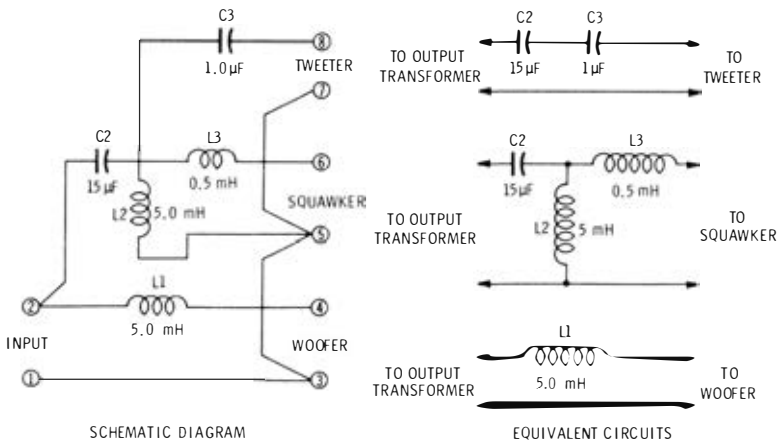 C3
1.0 µF
⑧
TWEETER
⑦
C2
15 µF
L3
0.5 mH
⑥
L2
5.0 mH
SQUAWKER
⑤
②
L1
5.0 mH
④
INPUT
WOOFER
①
③
SCHEMATIC DIAGRAM
TO OUTPUT
TRANSFORMER
C2
15 µF
C3
1 µF
TO
TWEETER
C2
15 µF
L3
0.5 mH
TO OUTPUT
TRANSFORMER
L2
5 mH
TO
SQUAWKER
L1
5.0 mH
TO OUTPUT
TRANSFORMER
TO
WOOFER
EQUIVALENT CIRCUITS